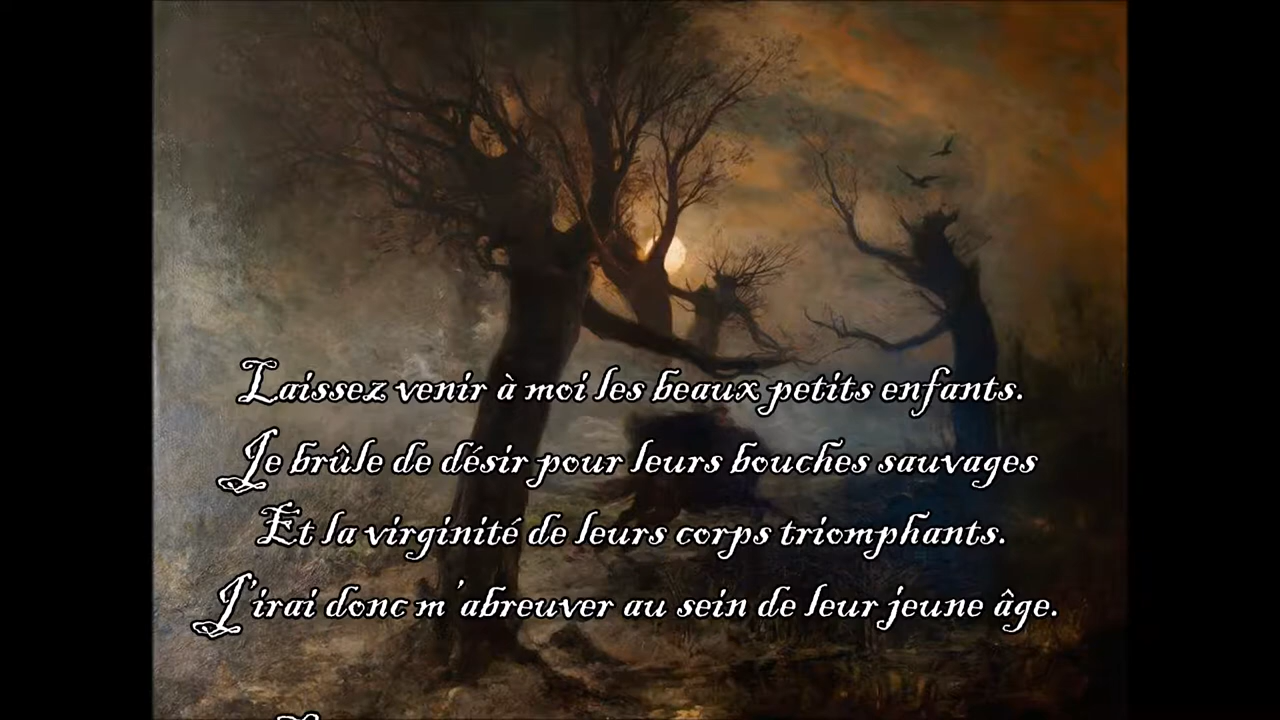 Laissez venir à moi les beaux petits enfants.
Je brûle de désir pour leurs bouches sauvages
Et la virginité de leurs corps triomphants.
J'irai donc m'abreuver au sein de leur jeune âge.